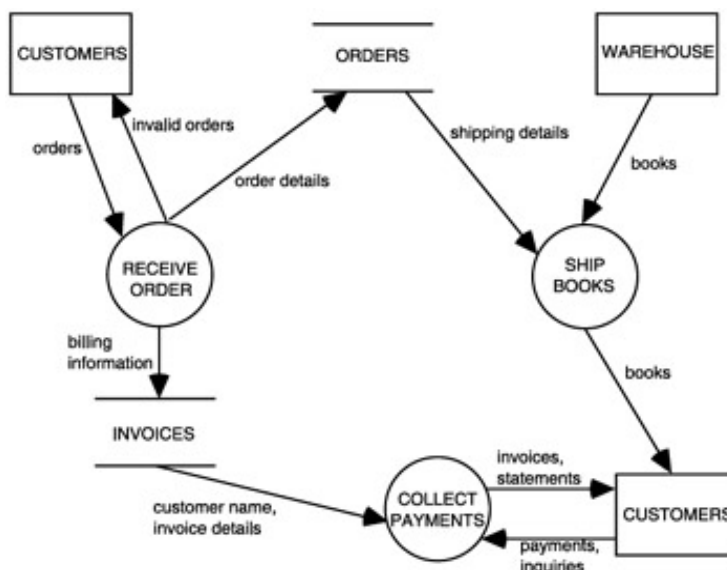 CUSTOMERS
ORDERS
WAREHOUSE
invalid orders
orders
shipping details
order details
books
RECEIVE
ORDER
SHIP
BOOKS
billing
information
books
INVOICES
invoices,
statements
customer name,
invoice details
COLLECT
PAYMENTS
CUSTOMERS
payments,
inquiries